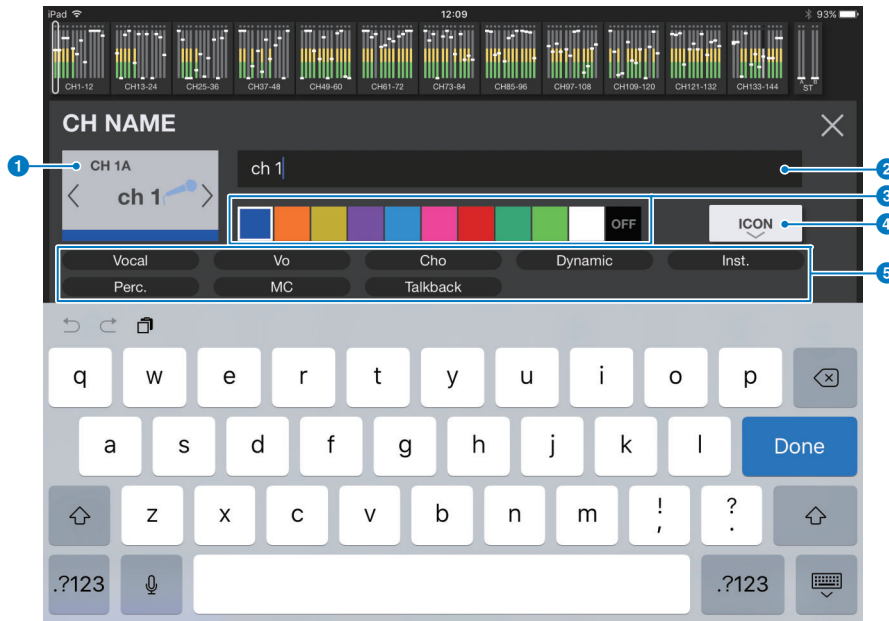 iPad 12:09 93%
CH1-12 CH13-24 CH25-36 CH37-48 CH49-60 CH61-72 CH73-84 CH85-96 CH97-108 CH109-120 CH121-132 CH133-144 A B ST
CH NAME
1 CH 1A
ch 1
ch 1 2
3
OFF
ICON 4
Vocal Vo Cho Dynamic Inst. 5
Perc. MC Talkback
q w e r t y u i o p
a s d f g h j k l Done
z x c v b n m ! , ? .
.?123 .?123